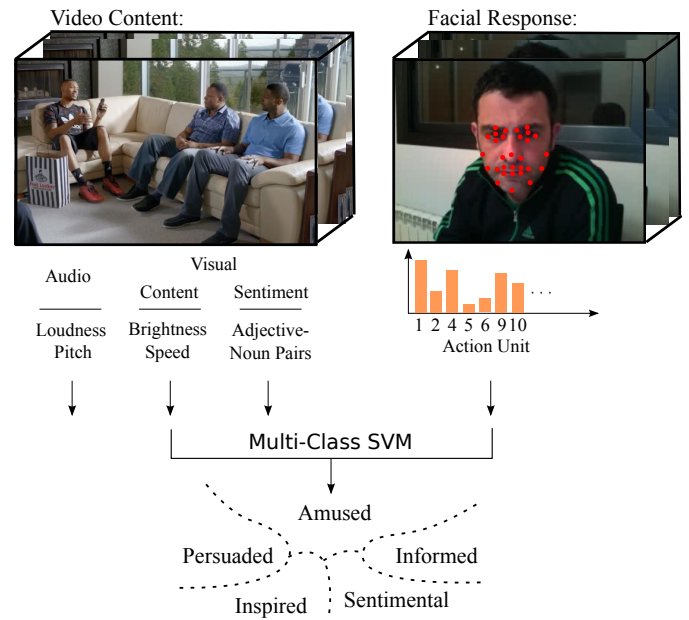 Video Content:
Facial Response:
Audio
Loudness
Pitch
Visual
Content
Brightness
Speed
Sentiment
Adjective-
Noun Pairs
1 2 4 5 6 9 10 . . .
Action Unit
Multi-Class SVM
Amused
Persuaded
Informed
Inspired
Sentimental